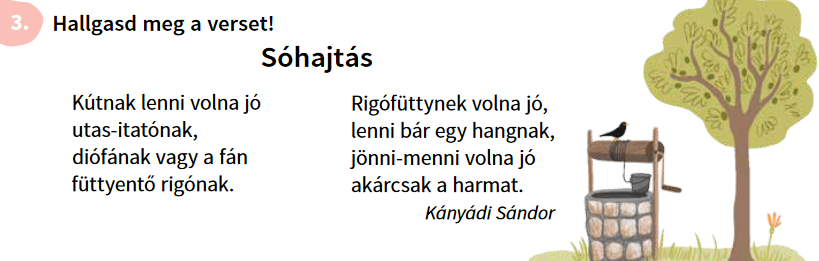 3. Hallgasd meg a verset!
Sóhajtás
Kútnak lenni volna jó
utas-itatónak,
diófának vagy a fán
füttyentő rigónak.
Rigófüttynek volna jó,
lenni bár egy hangnak,
jönni-menni volna jó
akárcsak a harmat.
Kányádi Sándor